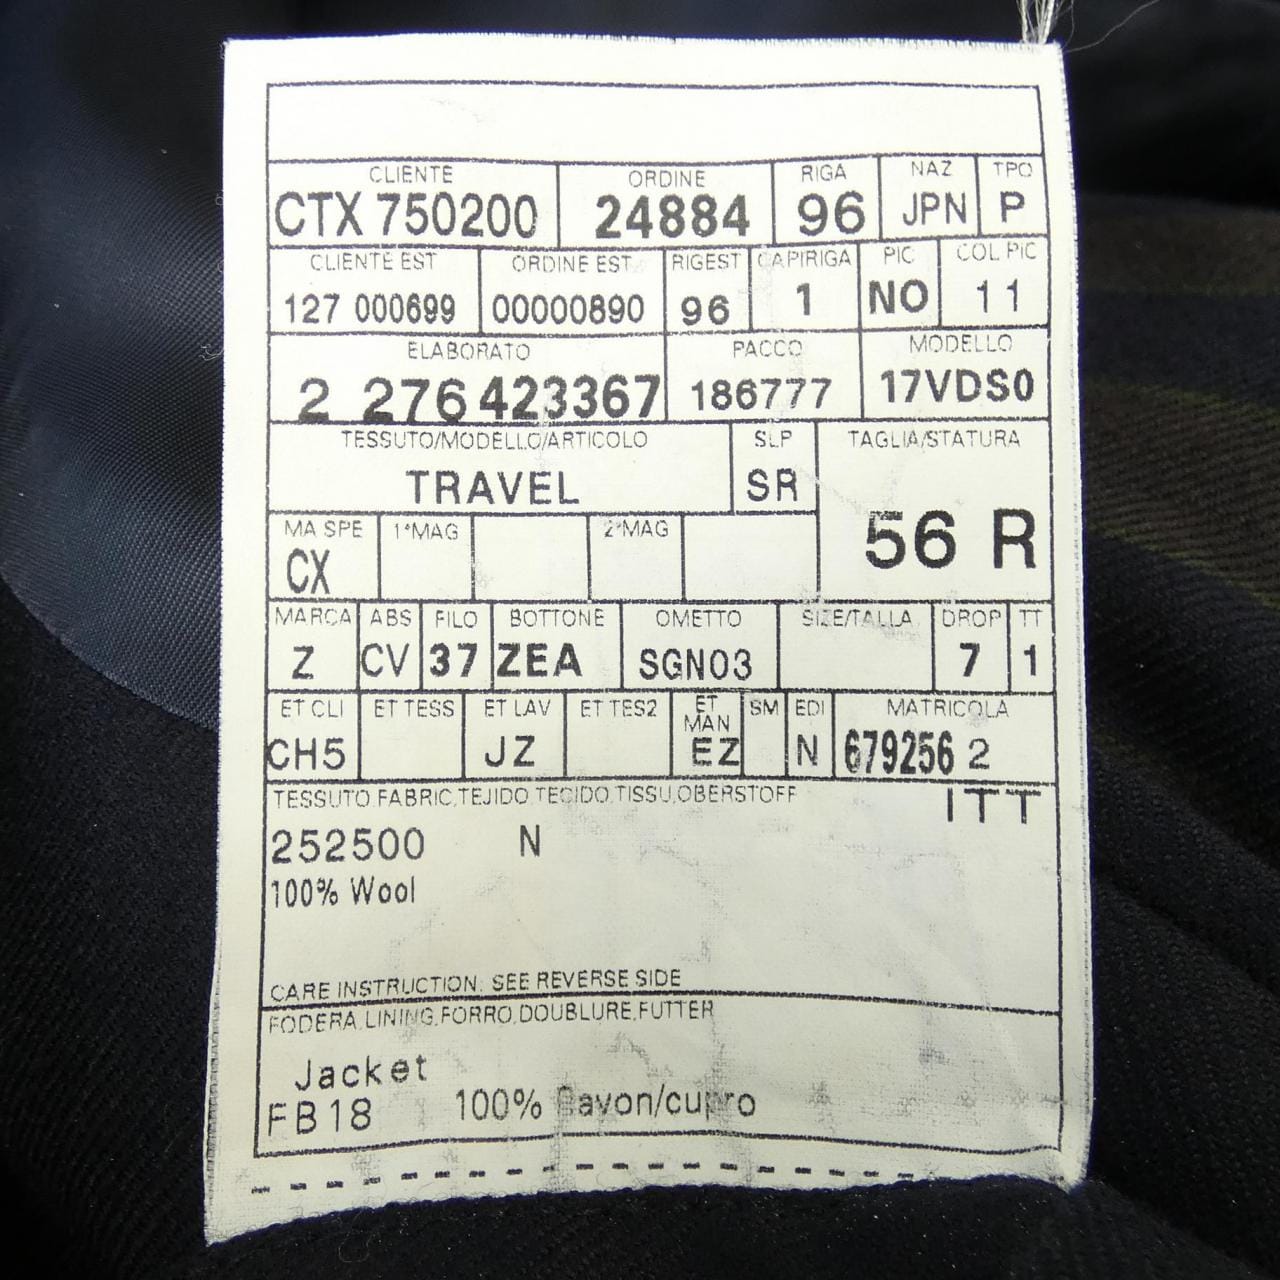 CLIENTE ORDINE RIGA NAZ TPO
CTX 750200 24884 96 JPN P
CLIENTE EST ORDINE EST RIGEST CAPIRIGA PIC COL PIC
127 000699 00000890 96 1 NO 11
ELABORATO PACCO MODELLO
2 276423367 186777 17VDS0
TESSUTO/MODELLO/ARTICOLO SLP TAGLIA/STATURA
TRAVEL SR 56 R
MA SPE 1ªMAG 2ªMAG
CX
MARCA ABS FILO BOTTONE OMETTO SIZE/TALLA DROP TT
Z CV 37 ZEA SGN03 7 1
ET CLI ET TESS ET LAV ET TES2 ET MAN SM EDI MATRICOLA
CH5 JZ EZ N 679256 2
TESSUTO,FABRIC,TEJIDO,TECIDO,TISSU,OBERSTOFF ITT
252500 N
100% Wool
CARE INSTRUCTION: SEE REVERSE SIDE
FODERA,LINING,FORRO,DOUBLURE,FUTTER
Jacket
FB18 100% Bavon/cupro